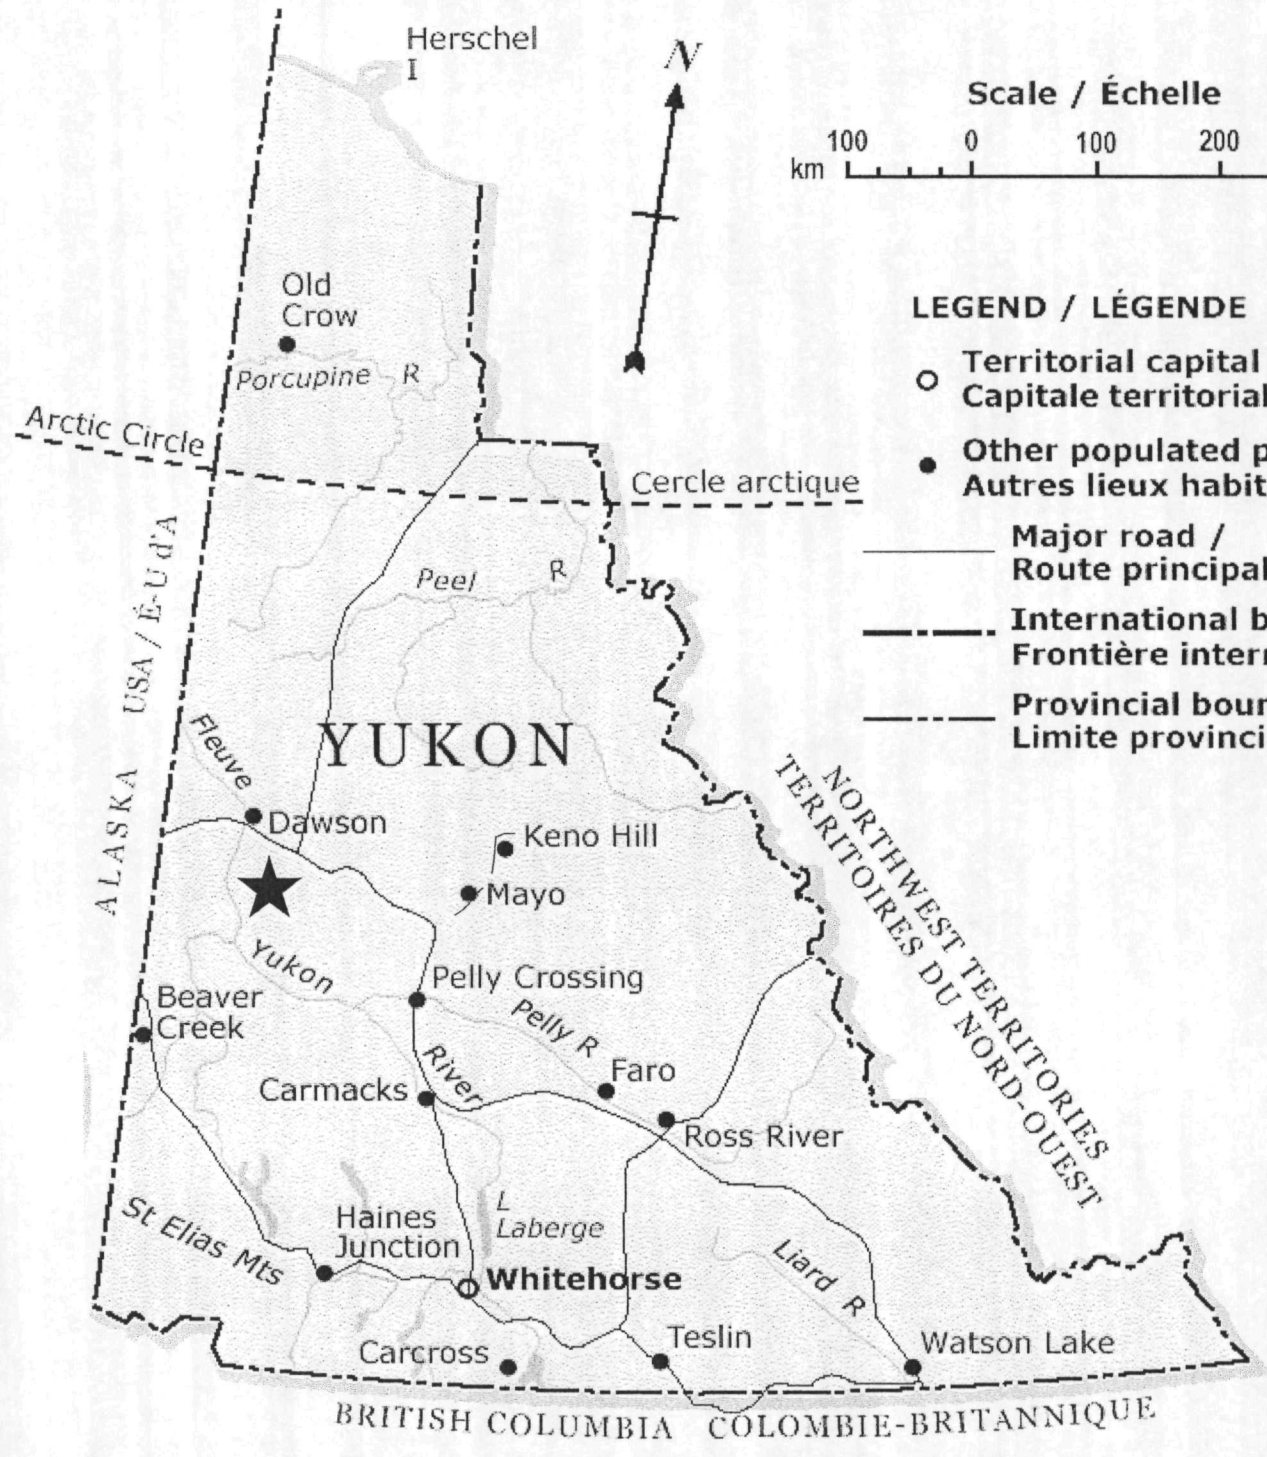 Herschel
I
N
Scale / Échelle
100 0 100 200
km
Old
Crow
Porcupine R
LEGEND / LÉGENDE
Territorial capital
Capitale territorial
Other populated p
Autres lieux habit
Major road /
Route principal
International b
Frontière interr
Provincial bour
Limite provinci
Arctic Circle
Cercle arctique
Peel R
ALASKA USA / É-U d'A
YUKON
Fleuve
Dawson
Keno Hill
Mayo
NORTHWEST TERRITORIES
TERRITOIRES DU NORD-OUEST
Yukon
Pelly Crossing
Beaver
Creek
Pelly R
River
Faro
Carmacks
Ross River
St Elias Mts
Haines
Junction
L
Laberge
Whitehorse
Liard R
Carcross
Teslin
Watson Lake
BRITISH COLUMBIA COLOMBIE-BRITANNIQUE